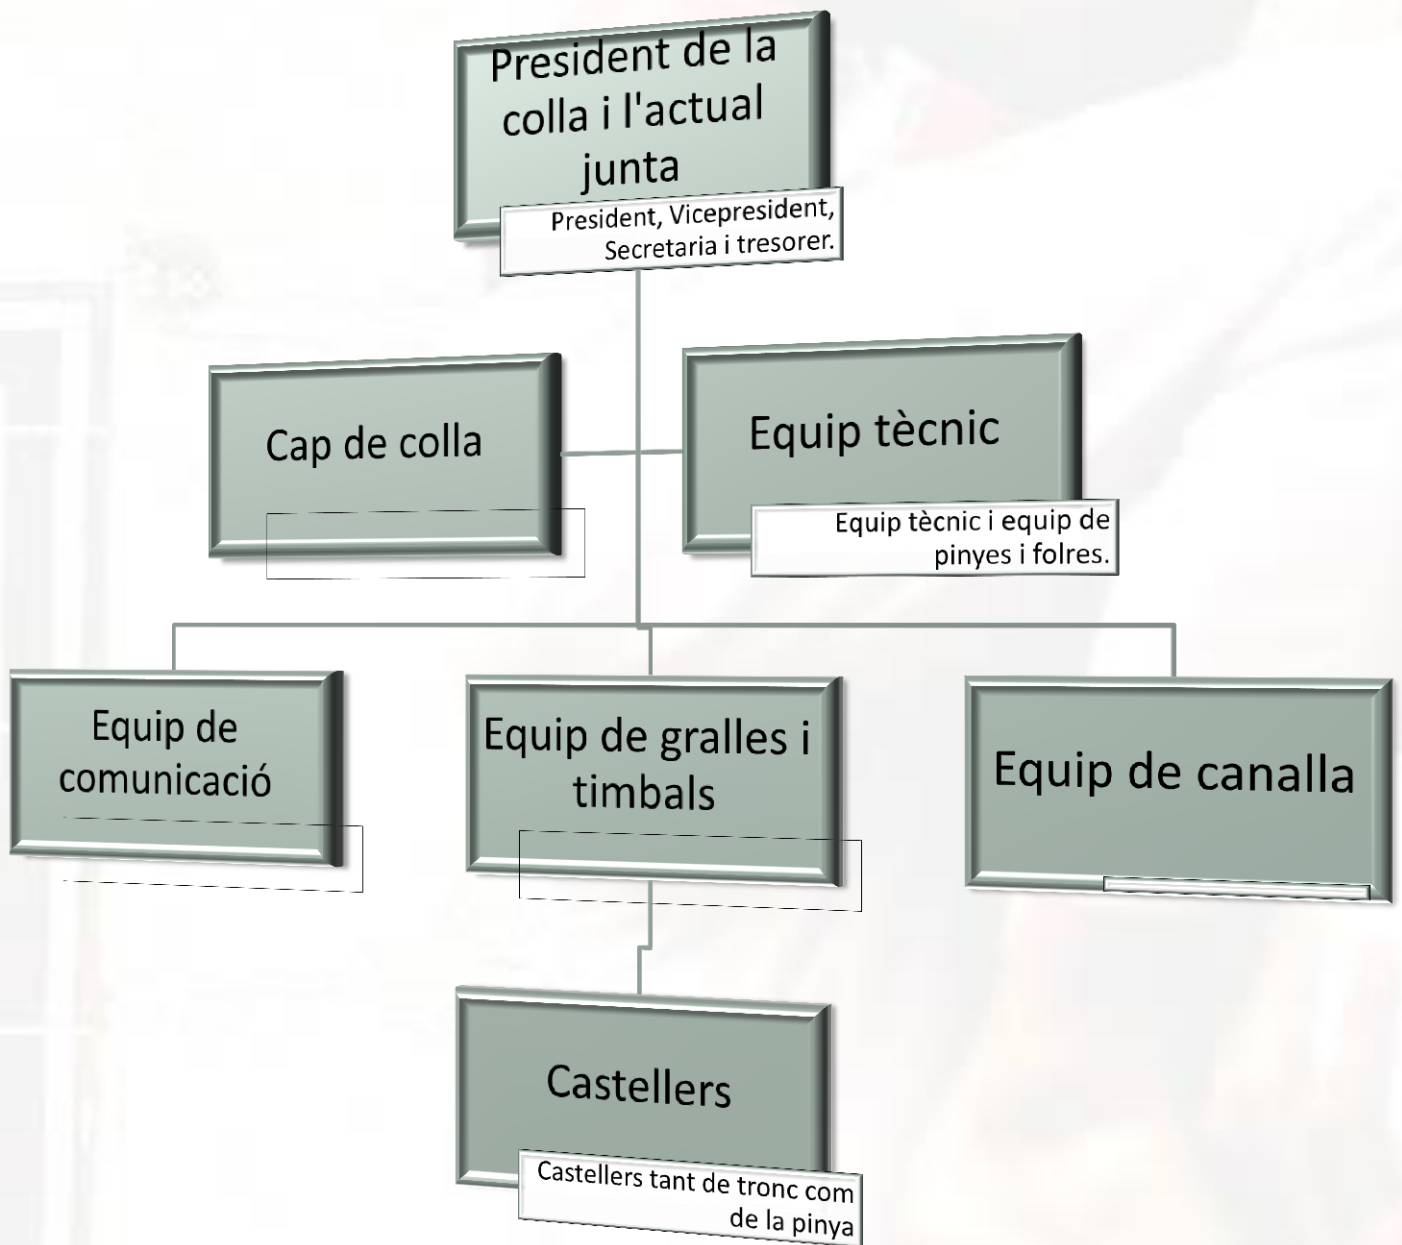 President de la
colla i l'actual
junta
President, Vicepresident,
Secretaria i tresorer.
Cap de colla
Equip tècnic
Equip tècnic i equip de
pinyes i folres.
Equip de
comunicació
Equip de gralles i
timbals
Equip de canalla
Castellers
Castellers tant de tronc com
de la pinya